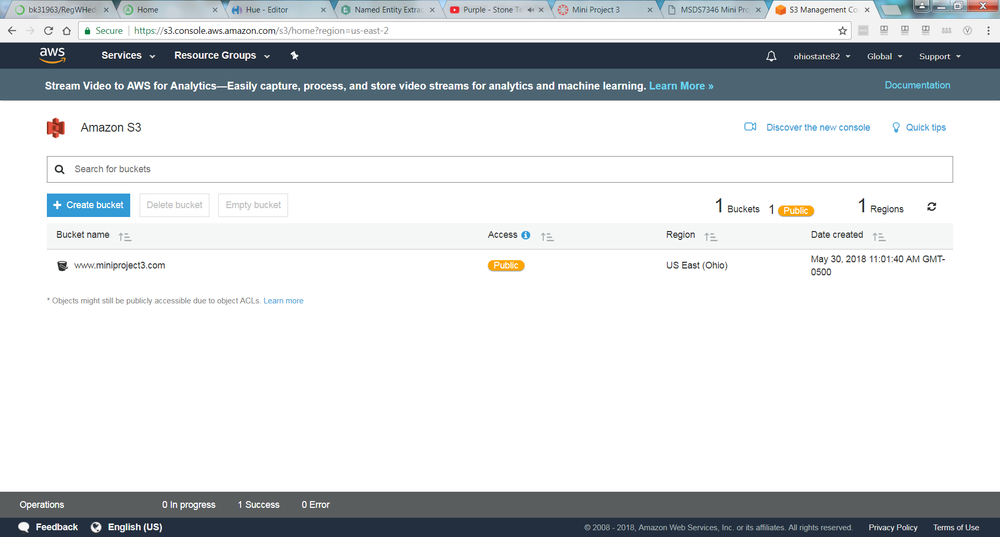 bk31963/RegWHed
Home
Hue - Editor
Named Entity Extrac
Purple - Stone Te
Mini Project 3
MSDS7346 Mini Pro
S3 Management Co
Secure https://s3.console.aws.amazon.com/s3/home?region=us-east-2
aws Services Resource Groups ohiostate82 Global Support
Stream Video to AWS for Analytics—Easily capture, process, and store video streams for analytics and machine learning. Learn More » Documentation
Amazon S3 Discover the new console Quick tips
Search for buckets
+ Create bucket Delete bucket Empty bucket 1 Buckets 1 Public 1 Regions
Bucket name Access Region Date created
www.miniproject3.com Public US East (Ohio) May 30, 2018 11:01:40 AM GMT-
0500
* Objects might still be publicly accessible due to object ACLs. Learn more
Operations 0 In progress 1 Success 0 Error
Feedback English (US) © 2008 - 2018, Amazon Web Services, Inc. or its affiliates. All rights reserved. Privacy Policy Terms of Use